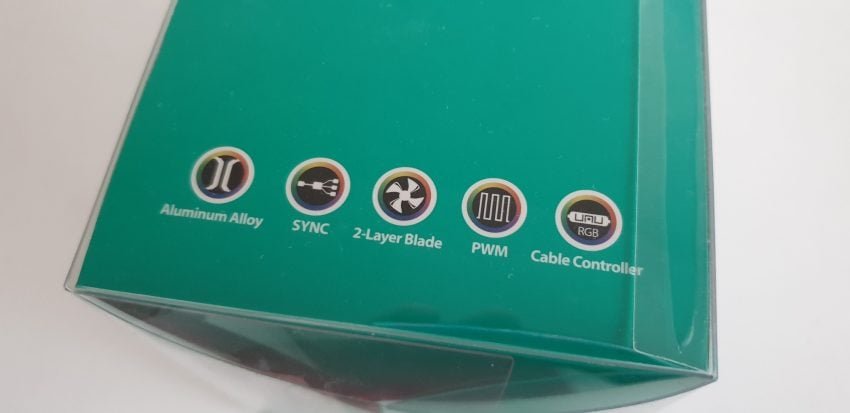 Aluminum Alloy
SYNC
2-Layer Blade
PWM
RGB
Cable Controller